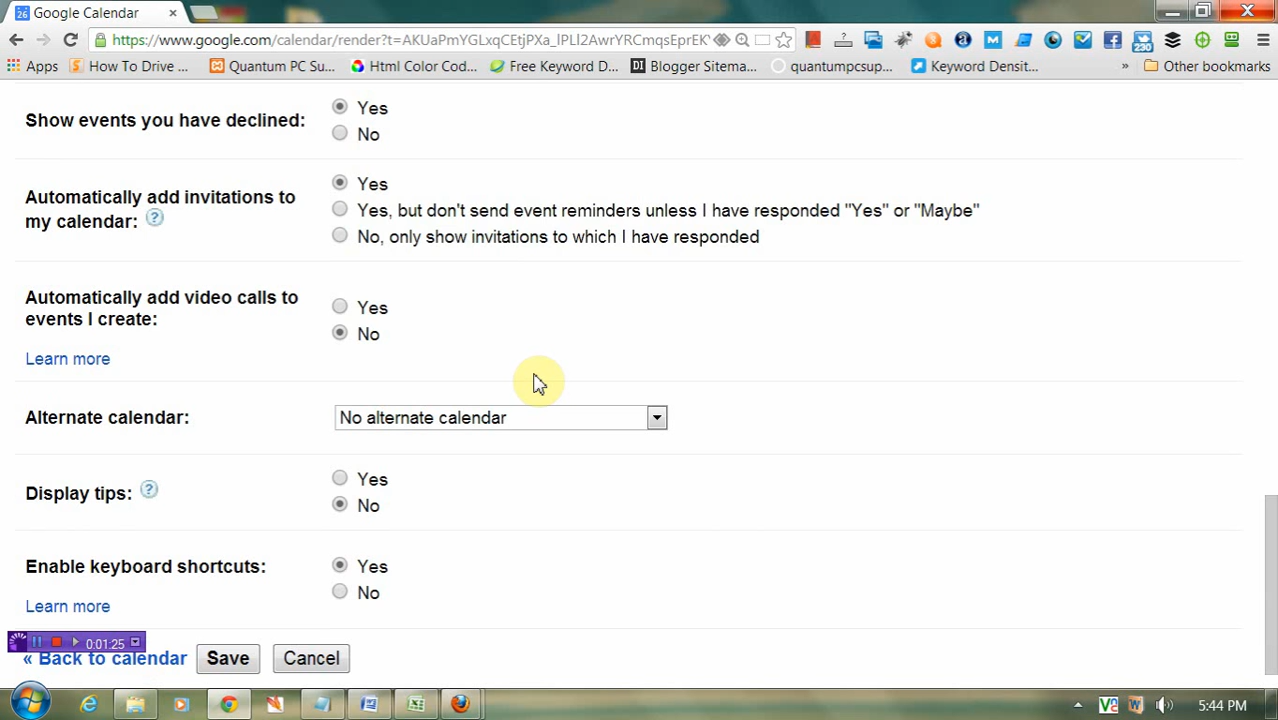 26 Google Calendar
https://www.google.com/calendar/render?t=AKUaPmYGLxqCEtjPXa_IPLl2AwrYRCmqsEprEK
Apps How To Drive ... Quantum PC Su... Html Color Cod... Free Keyword D... DI Blogger Sitema... quantumpcsup... Keyword Densit... » Other bookmarks
230
Show events you have declined: Yes
No
Automatically add invitations to
my calendar: ?
Yes
Yes, but don't send event reminders unless I have responded "Yes" or "Maybe"
No, only show invitations to which I have responded
Automatically add video calls to
events I create:
Yes
No
Learn more
Alternate calendar: No alternate calendar
Display tips: ? Yes
No
Enable keyboard shortcuts: Yes
No
Learn more
0:01:25
« Back to calendar Save Cancel
5:44 PM